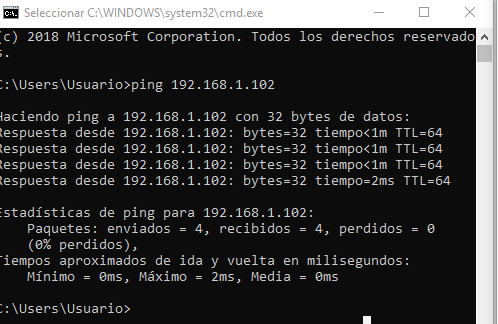 Seleccionar C:\WINDOWS\system32\cmd.exe
(c) 2018 Microsoft Corporation. Todos los derechos reservado
s.
C:\Users\Usuario>ping 192.168.1.102
Haciendo ping a 192.168.1.102 con 32 bytes de datos:
Respuesta desde 192.168.1.102: bytes=32 tiempo<1m TTL=64
Respuesta desde 192.168.1.102: bytes=32 tiempo<1m TTL=64
Respuesta desde 192.168.1.102: bytes=32 tiempo<1m TTL=64
Respuesta desde 192.168.1.102: bytes=32 tiempo=2ms TTL=64
Estadísticas de ping para 192.168.1.102:
Paquetes: enviados = 4, recibidos = 4, perdidos = 0
(0% perdidos),
Tiempos aproximados de ida y vuelta en milisegundos:
Mínimo = 0ms, Máximo = 2ms, Media = 0ms
C:\Users\Usuario>